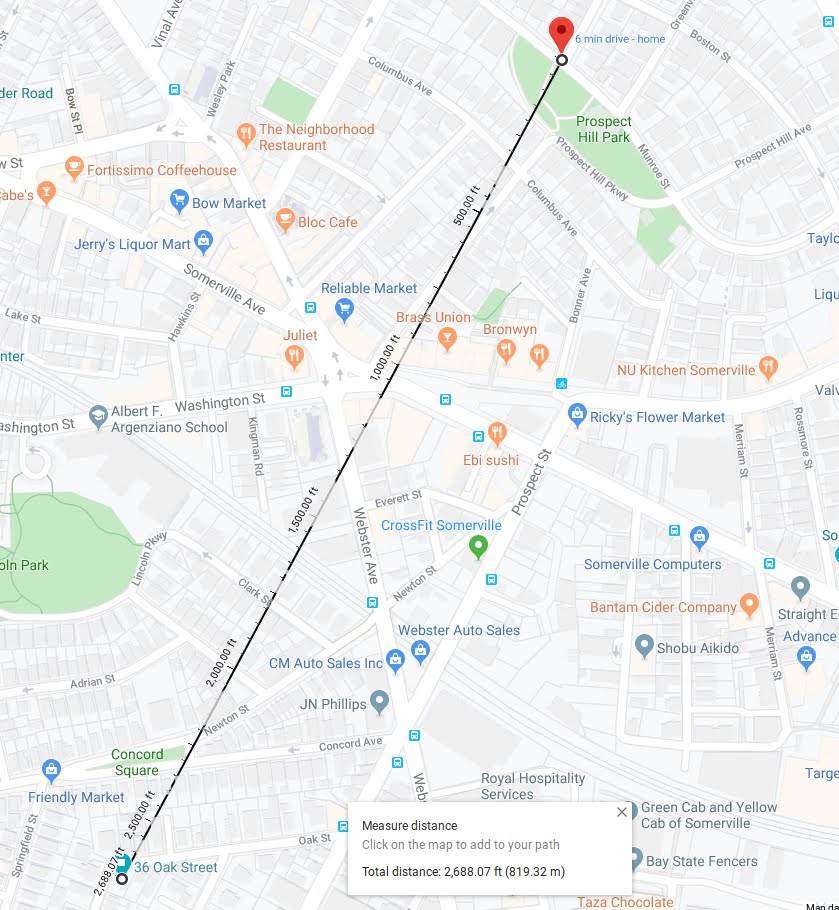 Vinal Ave
Greenv
6 min drive - home
Boston St
Columbus Ave
Wesley Park
der Road
Bow St Pl
The Neighborhood
Restaurant
Prospect
Hill Park
Prospect Hill Ave
Munroe St
Prospect Hill Pkwy
w St
Fortissimo Coffeehouse
abe's
Bow Market
Columbus Ave
500.00 ft
Bloc Cafe
Jerry's Liquor Mart
Taylo
Somerville Ave
Reliable Market
Liqu
Hawkins St
Bonner Ave
Lake St
Brass Union
Bronwyn
Juliet
nter
1,000.00 ft
NU Kitchen Somerville
Valv
Washington St
Albert F.
Argenziano School
Ricky's Flower Market
ashington St
Kingman Rd
Merriam St
Rossmore St
Ebi sushi
Prospect St
Everett St
1,500.00 ft
CrossFit Somerville
Webster Ave
So
Lincoln Pkwy
oln Park
Somerville Computers
Newton St
Clark St
Bantam Cider Company
Straight E
Webster Auto Sales
Advance
Shobu Aikido
Merriam St
2,000.00 ft
CM Auto Sales Inc
Adrian St
JN Phillips
Newton St
Concord Ave
Concord
Square
Targe
Royal Hospitality
Services
Friendly Market
Web
2,500.00 ft
Green Cab and Yellow
Cab of Somerville
Springfield St
Measure distance
Click on the map to add to your path
Total distance: 2,688.07 ft (819.32 m)
Oak St
36 Oak Street
2,688.07 ft
Bay State Fencers
Taza Chocolate
Map da